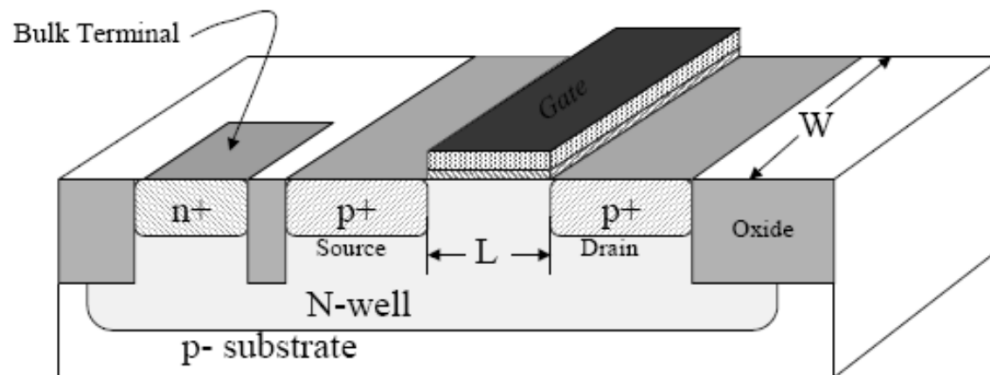 Bulk Terminal
Gate
W
n+
p+
p+
Oxide
Source
L
Drain
N-well
p- substrate